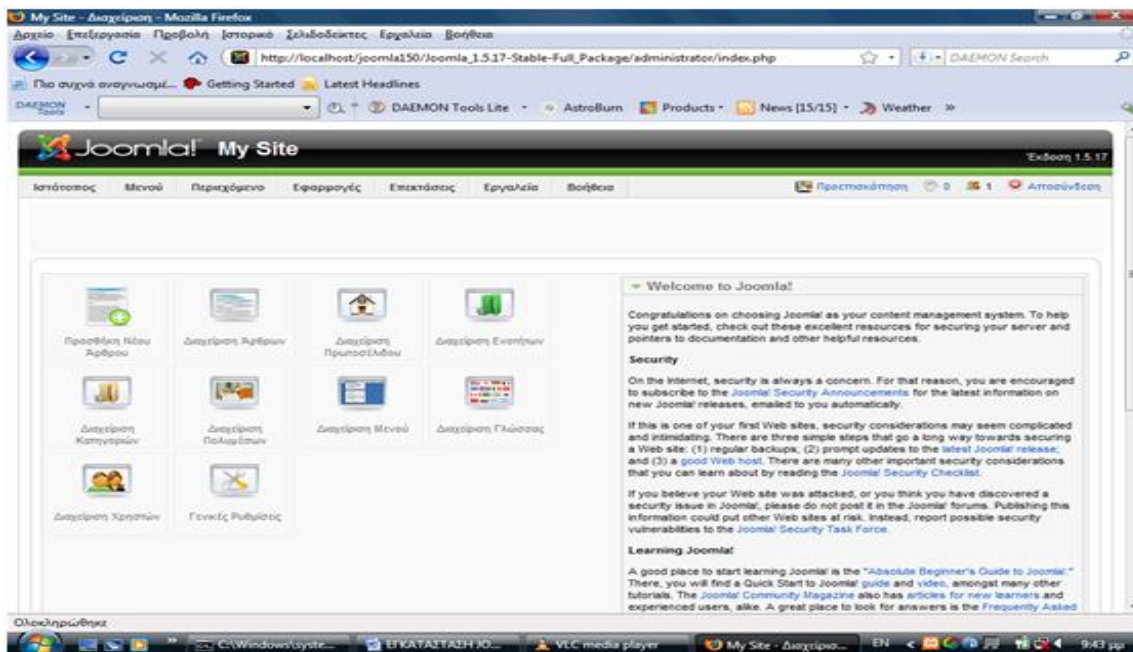 My Site - Διαχείριση - Mozilla Firefox
Αρχείο Επεξεργασία Προβολή Ιστορικό Σελιδοδείκτες Εργαλεία Βοήθεια
http://localhost/joomla150/Joomla_1.5.17-Stable-Full_Package/administrator/index.php
DAEMON Search
Πιο συχνά αναγνωσμέ... Getting Started Latest Headlines
DAEMON Tools DAEMON Tools Lite AstroBurn Products News [15/15] Weather »
Joomla! My Site
Έκδοση 1.5.17
Ιστότοπος Μενού Περιεχόμενο Εφαρμογές Επεκτάσεις Εργαλεία Βοήθεια Προεπισκόπηση 0 1 Αποσύνδεση
Προσθήκη Νέου Άρθρου
Διαχείριση Άρθρων
Διαχείριση Πρωτοσέλιδου
Διαχείριση Ενοτήτων
Διαχείριση Κατηγοριών
Διαχείριση Πολυμέσων
Διαχείριση Μενού
Διαχείριση Γλώσσας
Διαχείριση Χρηστών
Γενικές Ρυθμίσεις
Welcome to Joomla!
Congratulations on choosing Joomla! as your content management system. To help
you get started, check out these excellent resources for securing your server and
pointers to documentation and other helpful resources.
Security
On the Internet, security is always a concern. For that reason, you are encouraged
to subscribe to the Joomla! Security Announcements for the latest information on
new Joomla! releases, emailed to you automatically.
If this is one of your first Web sites, security considerations may seem complicated
and intimidating. There are three simple steps that go a long way towards securing
a Web site: (1) regular backups; (2) prompt updates to the latest Joomla! release;
and (3) a good Web host. There are many other important security considerations
that you can learn about by reading the Joomla! Security Checklist.
If you believe your Web site was attacked, or you think you have discovered a
security issue in Joomla!, please do not post it in the Joomla! forums. Publishing this
information could put other Web sites at risk. Instead, report possible security
vulnerabilities to the Joomla! Security Task Force.
Learning Joomla!
A good place to start learning Joomla! is the "Absolute Beginner's Guide to Joomla!."
There, you will find a Quick Start to Joomla! guide and video, amongst many other
tutorials. The Joomla! Community Magazine also has articles for new learners and
experienced users, alike. A great place to look for answers is the Frequently Asked
Ολοκληρώθηκε
C:\Windows\syste... ΕΓΚΑΤΑΣΤΑΣΗ JO... VLC media player My Site - Διαχείρισ... EN 9:43 μμ